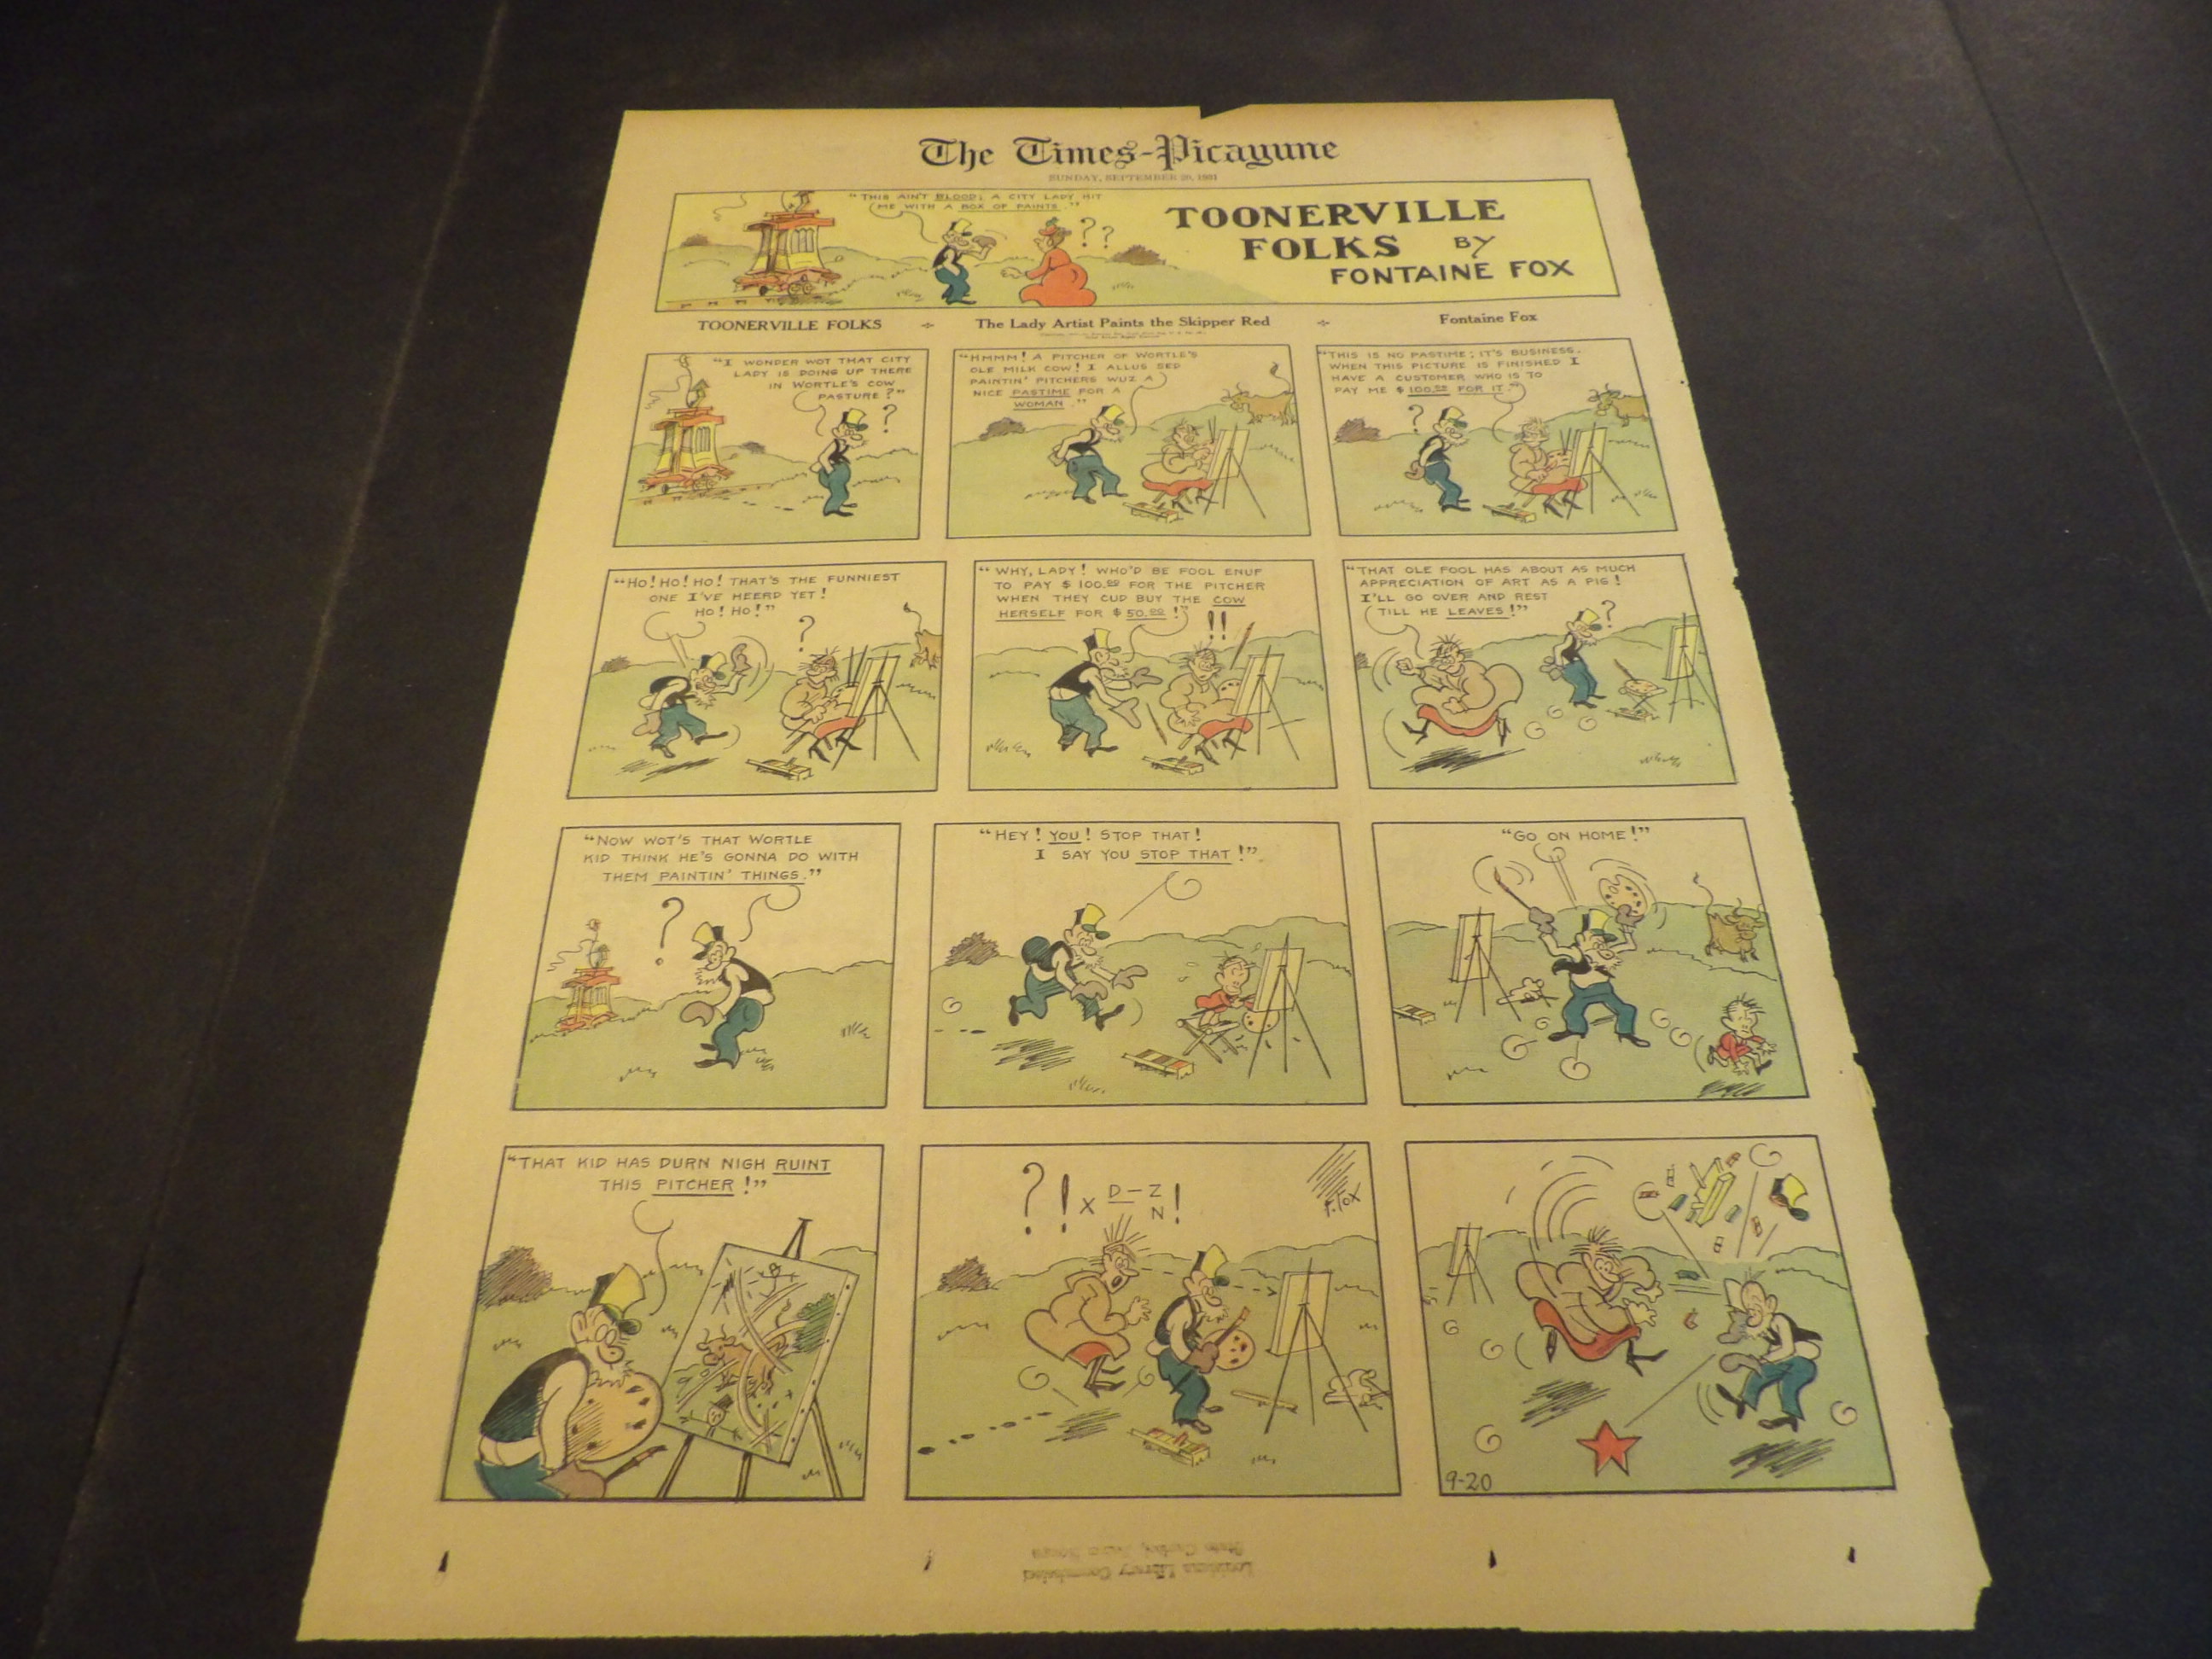 The Times-Picayune
SUNDAY, SEPTEMBER 20, 1931
"THIS AIN'T BLOOD; A CITY LADY HIT
ME WITH A BOX OF PAINTS."
??
TOONERVILLE
FOLKS BY
FONTAINE FOX
TOONERVILLE FOLKS
The Lady Artist Paints the Skipper Red
Fontaine Fox
"I WONDER WOT THAT CITY
LADY IS DOING UP THERE
IN WORTLE'S COW
PASTURE?"
?
"HMMM! A PITCHER OF WORTLE'S
OLE MILK COW! I ALLUS SED
PAINTIN' PITCHERS WUZ A
NICE PASTIME FOR A
WOMAN."
"THIS IS NO PASTIME; IT'S BUSINESS.
WHEN THIS PICTURE IS FINISHED I
HAVE A CUSTOMER WHO IS TO
PAY ME $100.00 FOR IT."
?
"HO! HO! HO! THAT'S THE FUNNIEST
ONE I'VE HEERD YET!
HO! HO!"
?
"WHY, LADY! WHO'D BE FOOL ENUF
TO PAY $100.00 FOR THE PITCHER
WHEN THEY CUD BUY THE COW
HERSELF FOR $50.00!"
!!
"THAT OLE FOOL HAS ABOUT AS MUCH
APPRECIATION OF ART AS A PIG!
I'LL GO OVER AND REST
TILL HE LEAVES!"
?
"NOW WOT'S THAT WORTLE
KID THINK HE'S GONNA DO WITH
THEM PAINTIN' THINGS."
?
"HEY! YOU! STOP THAT!
I SAY YOU STOP THAT!"
"GO ON HOME!"
"THAT KID HAS DURN NIGH RUINT
THIS PITCHER!"
?! X D-Z N!
F. FOX
9-20